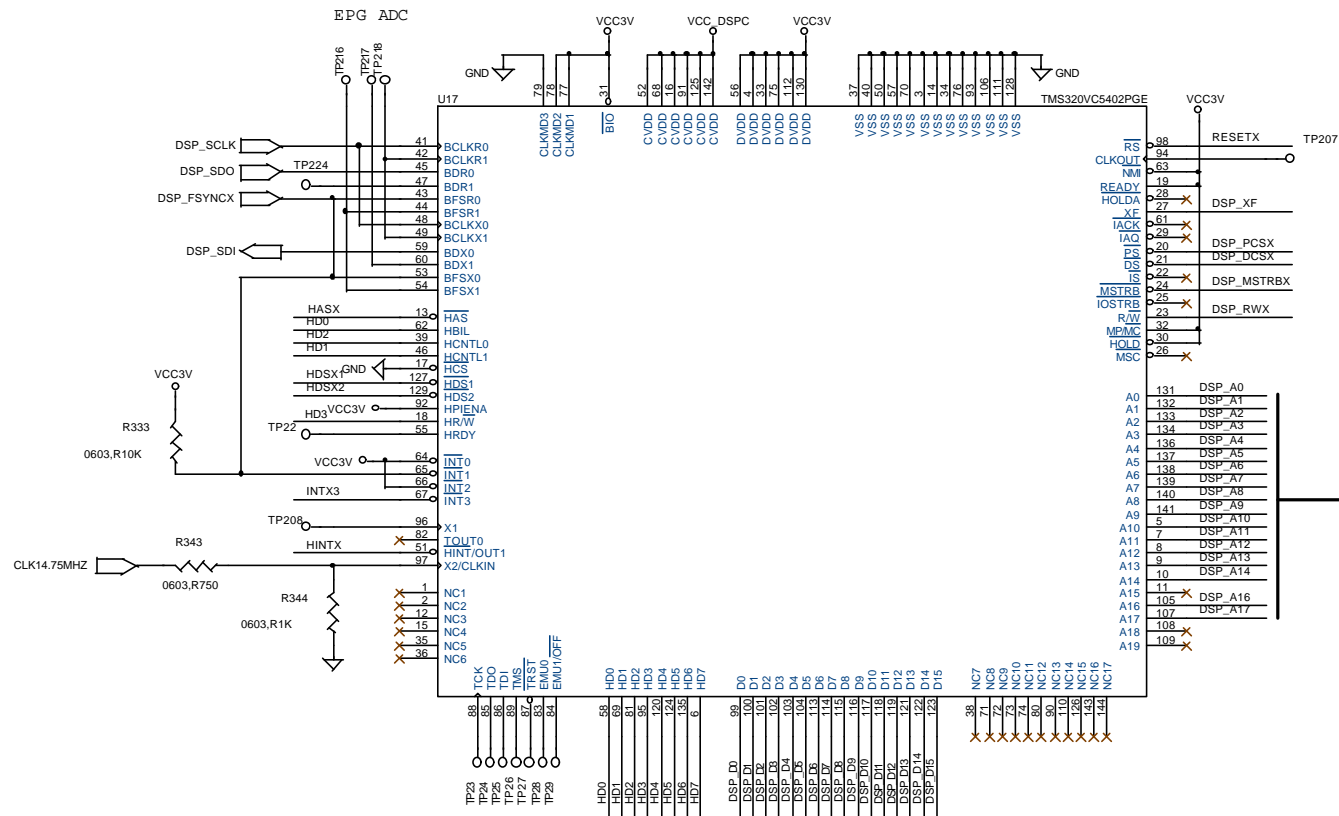 EPG ADC
TP216
TP217
TP218
GND
VCC3V
VCC_DSPC
VCC3V
GND
79
78
77
31
52
68
16
91
125
142
56
4
33
75
112
130
37
40
50
57
70
3
14
34
76
93
106
111
128
U17
TMS320VC5402PGE
CLKMD3
CLKMD2
CLKMD1
BIO
CVDD
CVDD
CVDD
CVDD
CVDD
CVDD
DVDD
DVDD
DVDD
DVDD
DVDD
DVDD
VSS
VSS
VSS
VSS
VSS
VSS
VSS
VSS
VSS
VSS
VSS
VSS
VSS
DSP_SCLK 41 BCLKR0
42 BCLKR1
DSP_SDO TP224 45 BDR0
47 BDR1
DSP_FSYNCX 43 BFSR0
44 BFSR1
48 BCLKX0
49 BCLKX1
DSP_SDI 59 BDX0
60 BDX1
53 BFSX0
54 BFSX1
HASX 13 HAS
HD0 62 HBIL
HD2 39 HCNTL0
HD1 46 HCNTL1
GND 17 HCS
HDSX1 127 HDS1
HDSX2 129 HDS2
VCC3V 92 HPIENA
HD3 18 HR/W
TP22 55 HRDY
VCC3V
R333
0603,R10K
VCC3V 64 INT0
65 INT1
66 INT2
INTX3 67 INT3
TP208 96 X1
82 TOUT0
HINTX 51 HINT/OUT1
CLK14.75MHZ 97 X2/CLKIN
R343
0603,R750
R344
0603,R1K
1 NC1
2 NC2
12 NC3
15 NC4
35 NC5
36 NC6
VCC3V
RS 98 RESETX
CLKOUT 94 TP207
NMI 63
READY 19
HOLDA 28
XF 27 DSP_XF
IACK 61
IAQ 29
PS 20 DSP_PCSX
DS 21 DSP_DCSX
IS 22
MSTRB 24 DSP_MSTRBX
IOSTRB 25
R/W 23 DSP_RWX
MP/MC 32
HOLD 30
MSC 26
A0 131 DSP_A0
A1 132 DSP_A1
A2 133 DSP_A2
A3 134 DSP_A3
A4 136 DSP_A4
A5 137 DSP_A5
A6 138 DSP_A6
A7 139 DSP_A7
A8 140 DSP_A8
A9 141 DSP_A9
A10 5 DSP_A10
A11 7 DSP_A11
A12 8 DSP_A12
A13 9 DSP_A13
A14 10 DSP_A14
A15 11
A16 105 DSP_A16
A17 107 DSP_A17
A18 108
A19 109
TCK 88 TP23
TDO 85 TP24
TDI 86 TP25
TMS 89 TP26
TRST 87 TP27
EMU0 83 TP28
EMU1/OFF 84 TP29
HD0 58 HD0
HD1 69 HD1
HD2 81 HD2
HD3 95 HD3
HD4 120 HD4
HD5 124 HD5
HD6 135 HD6
HD7 6 HD7
D0 99 DSP_D0
D1 100 DSP_D1
D2 101 DSP_D2
D3 102 DSP_D3
D4 103 DSP_D4
D5 104 DSP_D5
D6 113 DSP_D6
D7 114 DSP_D7
D8 115 DSP_D8
D9 116 DSP_D9
D10 117 DSP_D10
D11 118 DSP_D11
D12 119 DSP_D12
D13 121 DSP_D13
D14 122 DSP_D14
D15 123 DSP_D15
NC7 38
NC8 71
NC9 72
NC10 73
NC11 74
NC12 80
NC13 90
NC14 110
NC15 126
NC16 143
NC17 144